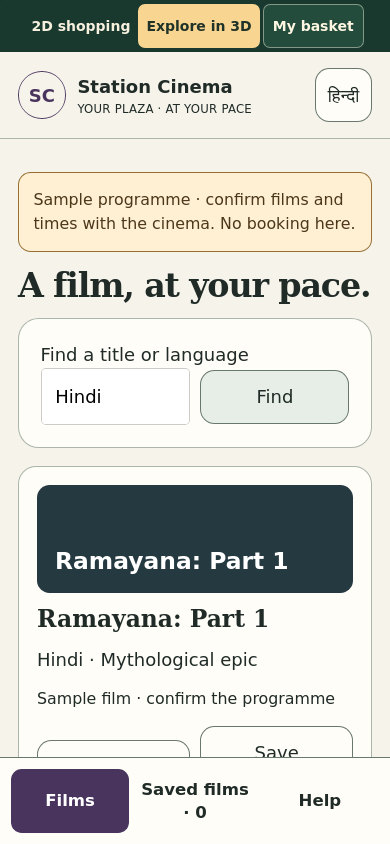 2D shopping
Explore in 3D
My basket
SC
Station Cinema
YOUR PLAZA · AT YOUR PACE
हिन्दी
Sample programme · confirm films and
times with the cinema. No booking here.
A film, at your pace.
Find a title or language
Hindi
Find
Ramayana: Part 1
Ramayana: Part 1
Hindi · Mythological epic
Sample film · confirm the programme
Save
Films
Saved films
· 0
Help